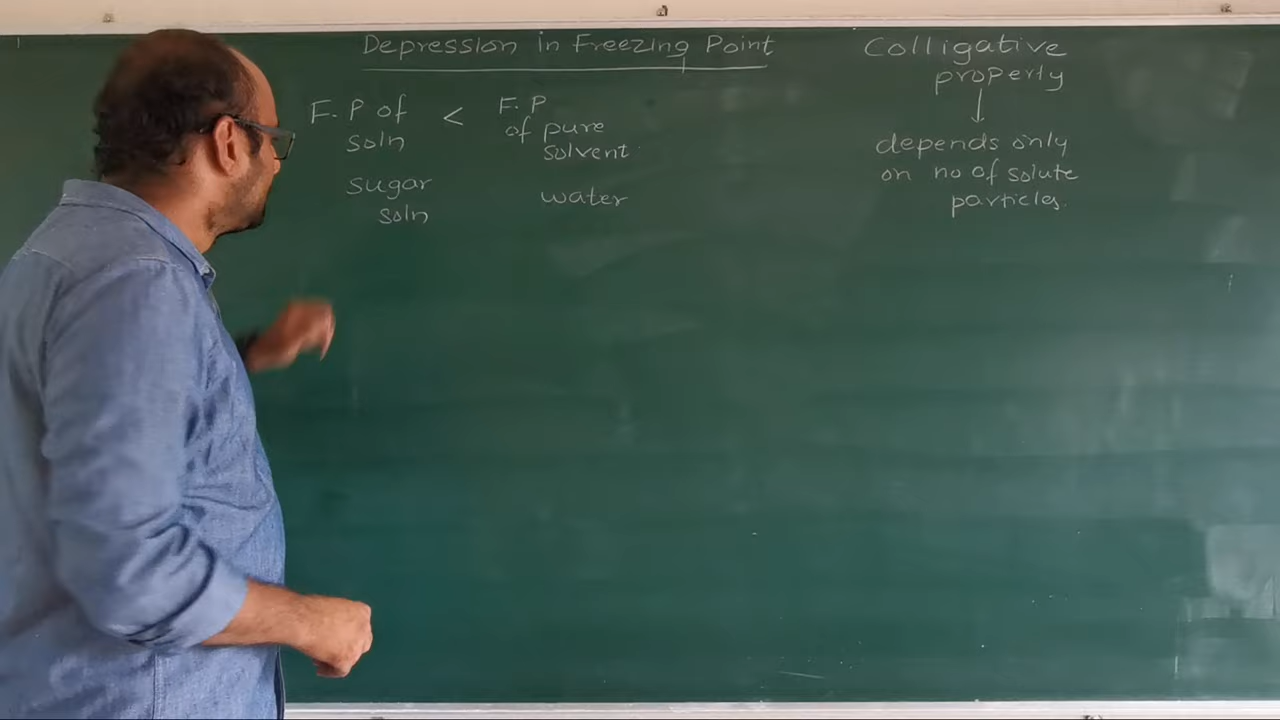 Depression in Freezing Point
F.P of < F.P
soln of pure
solvent
sugar water
soln
Colligative
property
↓
depends only
on no of solute
particles.